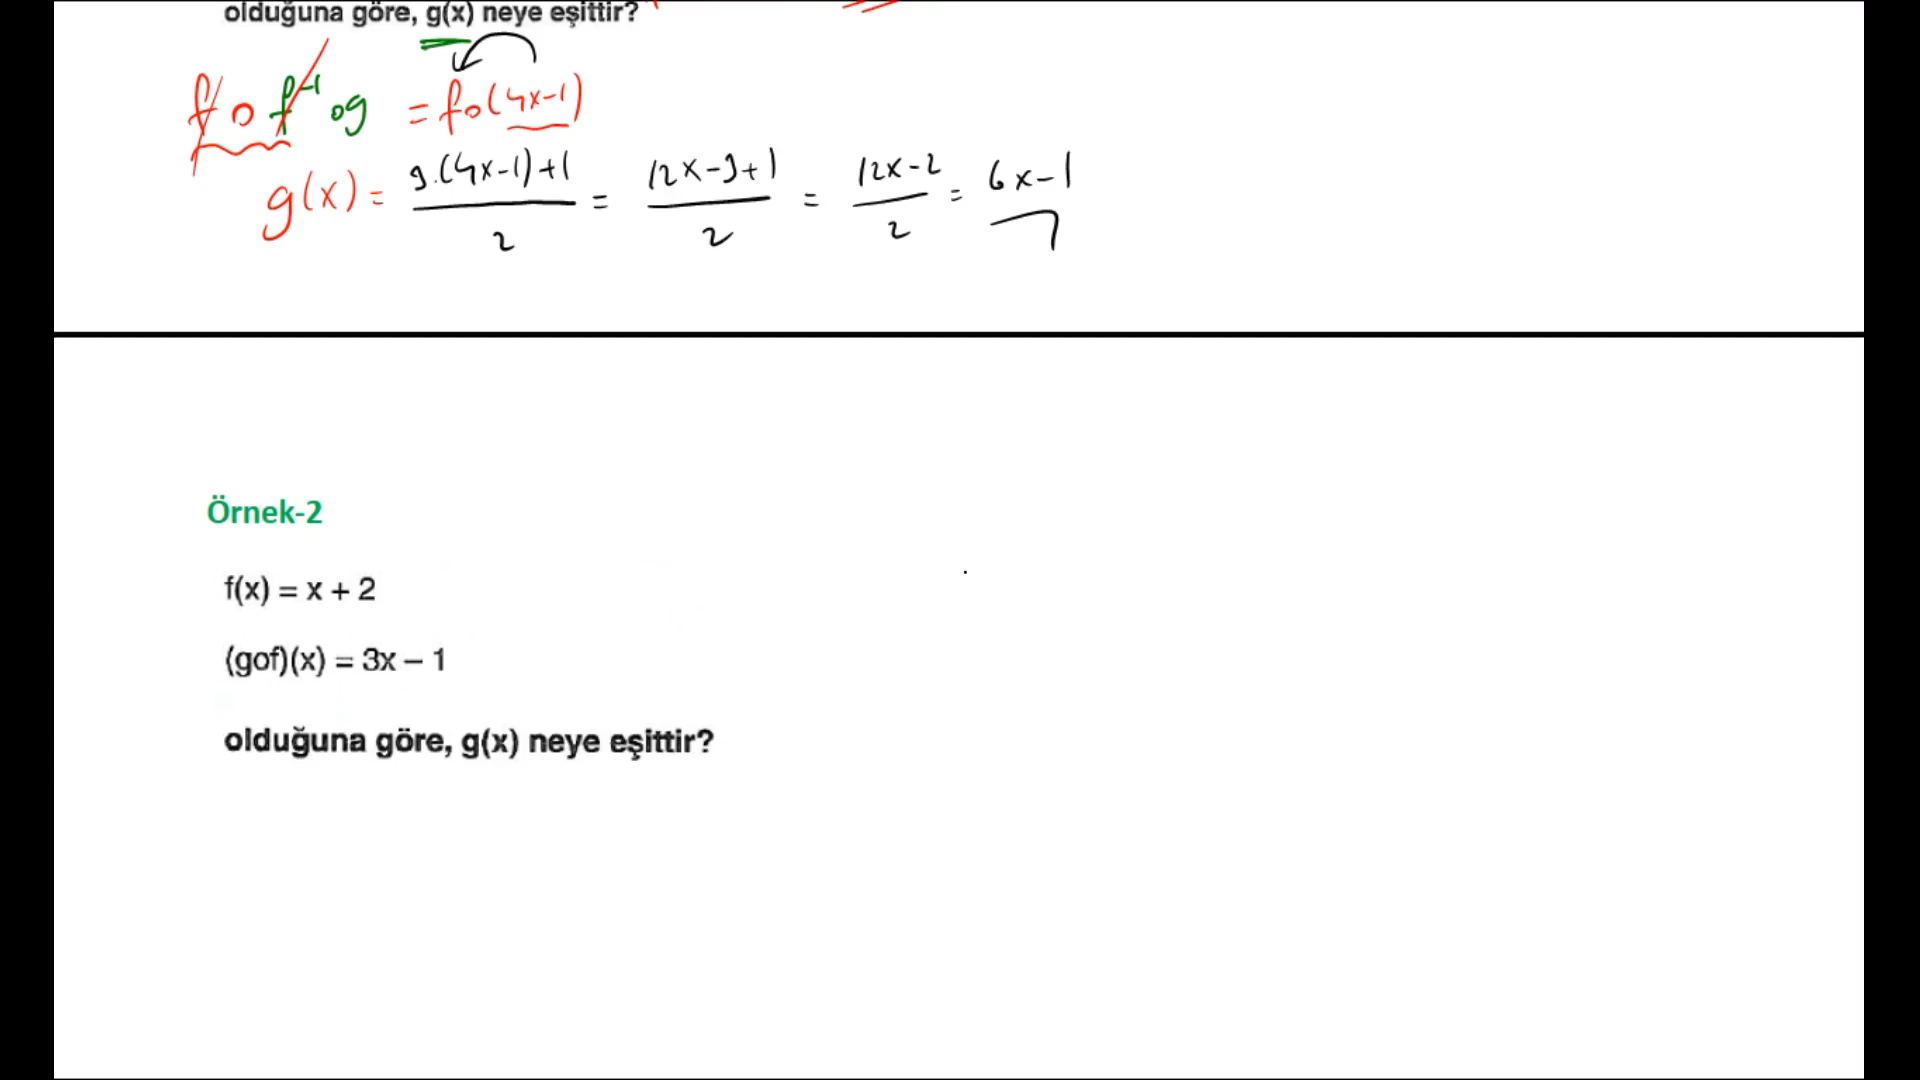 olduğuna göre, g(x) neye eşittir?
f o f⁻¹ o g = f o (4x-1)
g(x) = 3.(4x-1)+1 / 2 = 12x-3+1 / 2 = 12x-2 / 2 = 6x-1
Örnek-2
f(x) = x + 2
(gof)(x) = 3x – 1
olduğuna göre, g(x) neye eşittir?